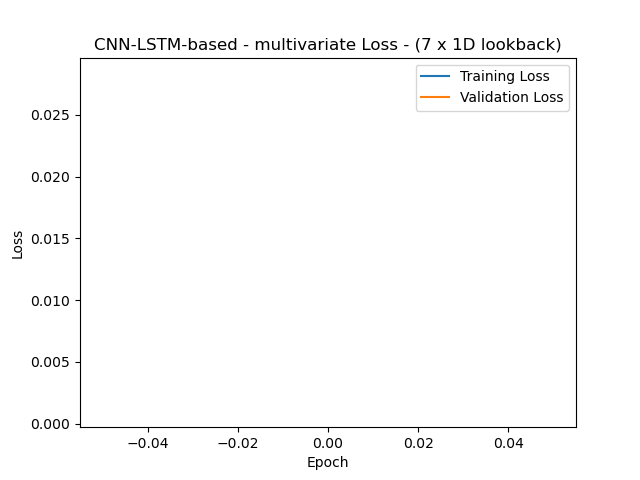 CNN-LSTM-based - multivariate Loss - (7 x 1D lookback)
Training Loss
Validation Loss
0.025
0.020
0.015
0.010
0.005
0.000
Loss
−0.04
−0.02
0.00
0.02
0.04
Epoch